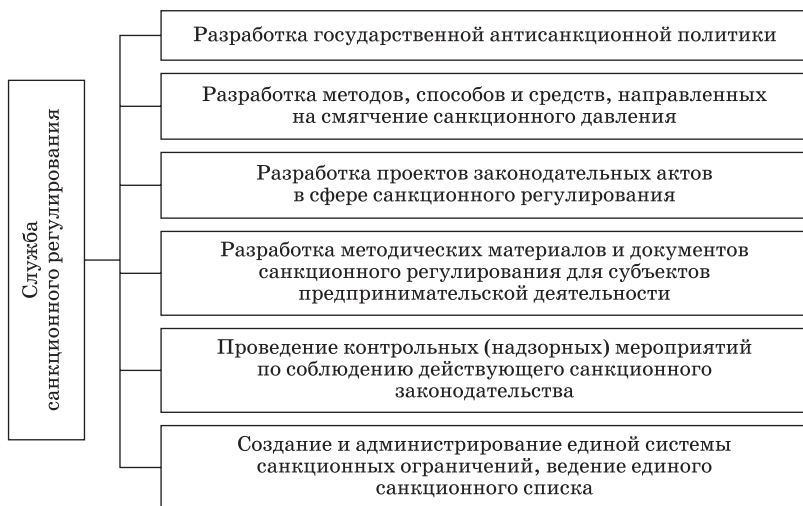 Служба
санкционного регулирования
Разработка государственной антисанкционной политики
Разработка методов, способов и средств, направленных
на смягчение санкционного давления
Разработка проектов законодательных актов
в сфере санкционного регулирования
Разработка методических материалов и документов
санкционного регулирования для субъектов
предпринимательской деятельности
Проведение контрольных (надзорных) мероприятий
по соблюдению действующего санкционного
законодательства
Создание и администрирование единой системы
санкционных ограничений, ведение единого
санкционного списка